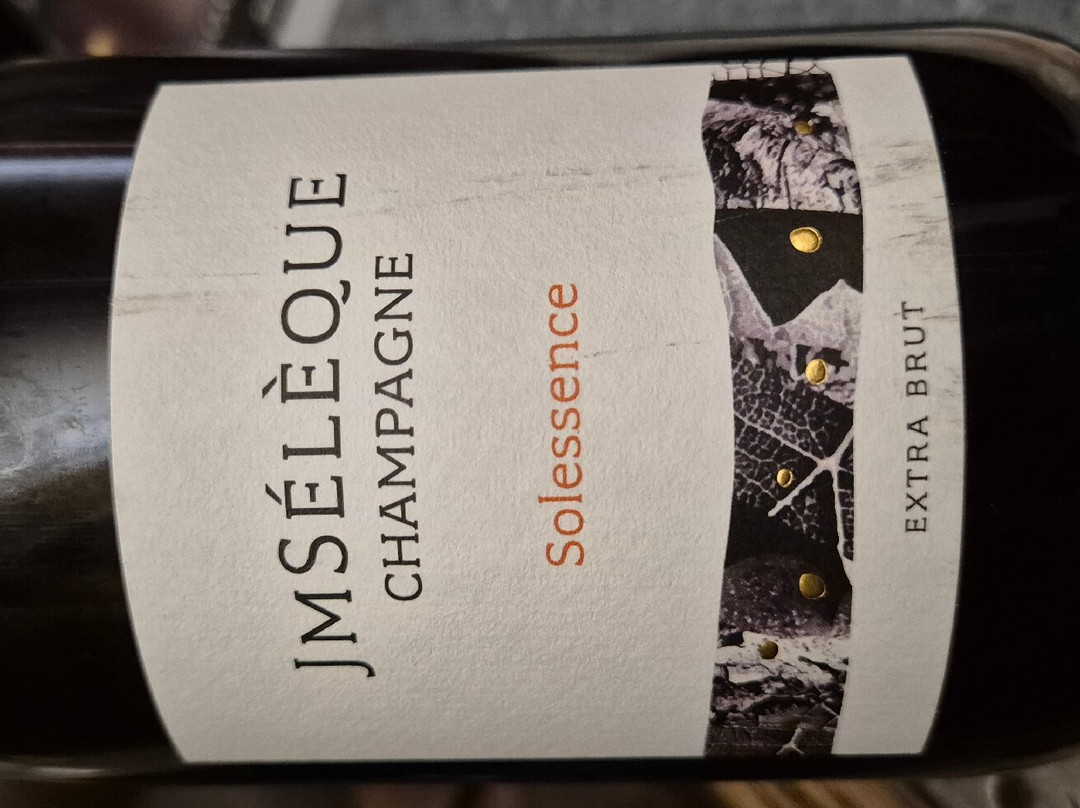 JMSÉLÈQUE
CHAMPAGNE
Solessence
EXTRA BRUT